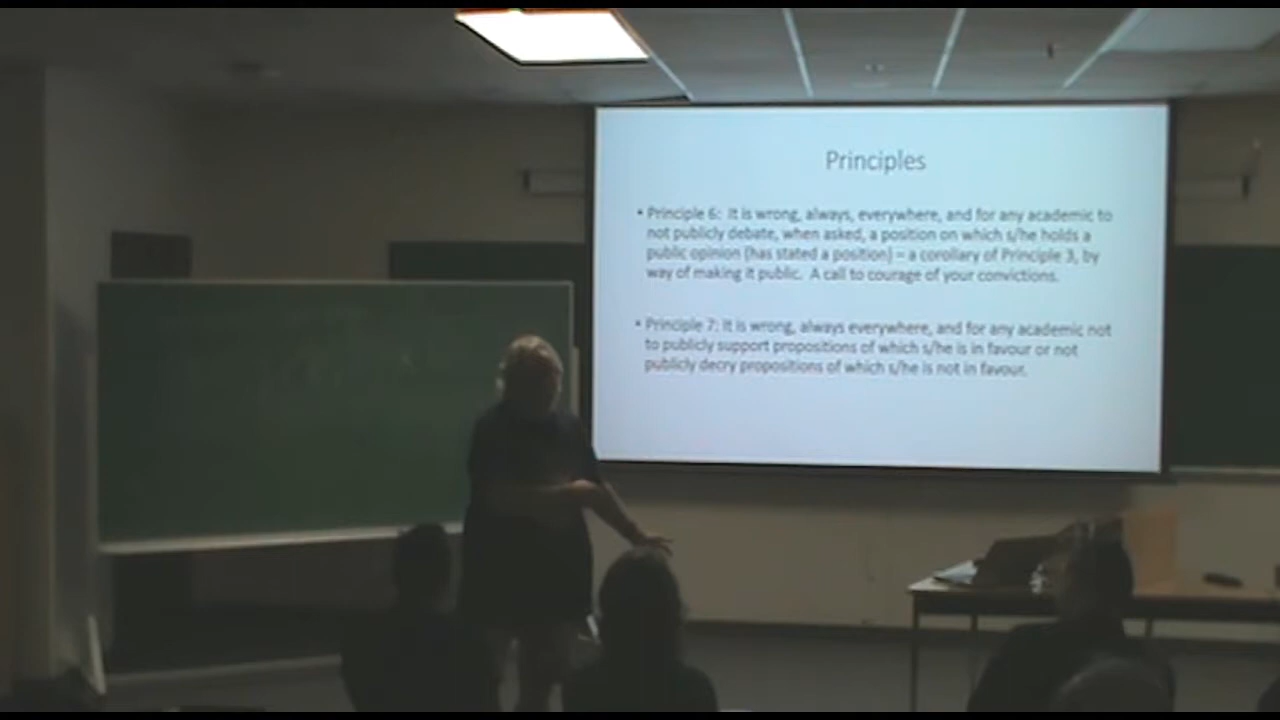 Principles
• Principle 6: It is wrong, always, everywhere, and for any academic to
not publicly debate, when asked, a position on which s/he holds a
public opinion (has stated a position) – a corollary of Principle 3, by
way of making it public. A call to courage of your convictions.
• Principle 7: It is wrong, always everywhere, and for any academic not
to publicly support propositions of which s/he is in favour or not
publicly decry propositions of which s/he is not in favour.